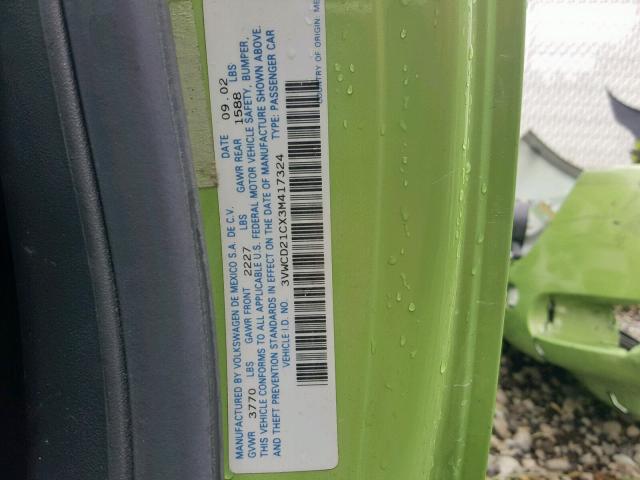 MANUFACTURED BY VOLKSWAGEN DE MEXICO S.A. DE C.V. DATE 09.02
GVWR 3770 LBS GAWR FRONT 2227 LBS GAWR REAR 1588 LBS
THIS VEHICLE CONFORMS TO ALL APPLICABLE U.S. FEDERAL MOTOR VEHICLE SAFETY, BUMPER,
AND THEFT PREVENTION STANDARDS IN EFFECT ON THE DATE OF MANUFACTURE SHOWN ABOVE.
VEHICLE I.D. NO. 3VWCD21CX3M417324 TYPE: PASSENGER CAR
COUNTRY OF ORIGIN: ME